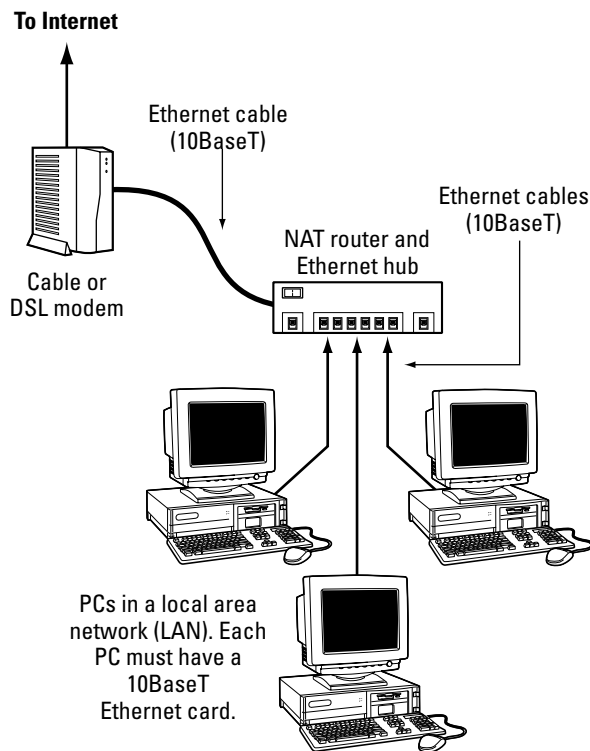 To Internet
Ethernet cable
(10BaseT)
Ethernet cables
(10BaseT)
NAT router and
Ethernet hub
Cable or
DSL modem
PCs in a local area
network (LAN). Each
PC must have a
10BaseT
Ethernet card.